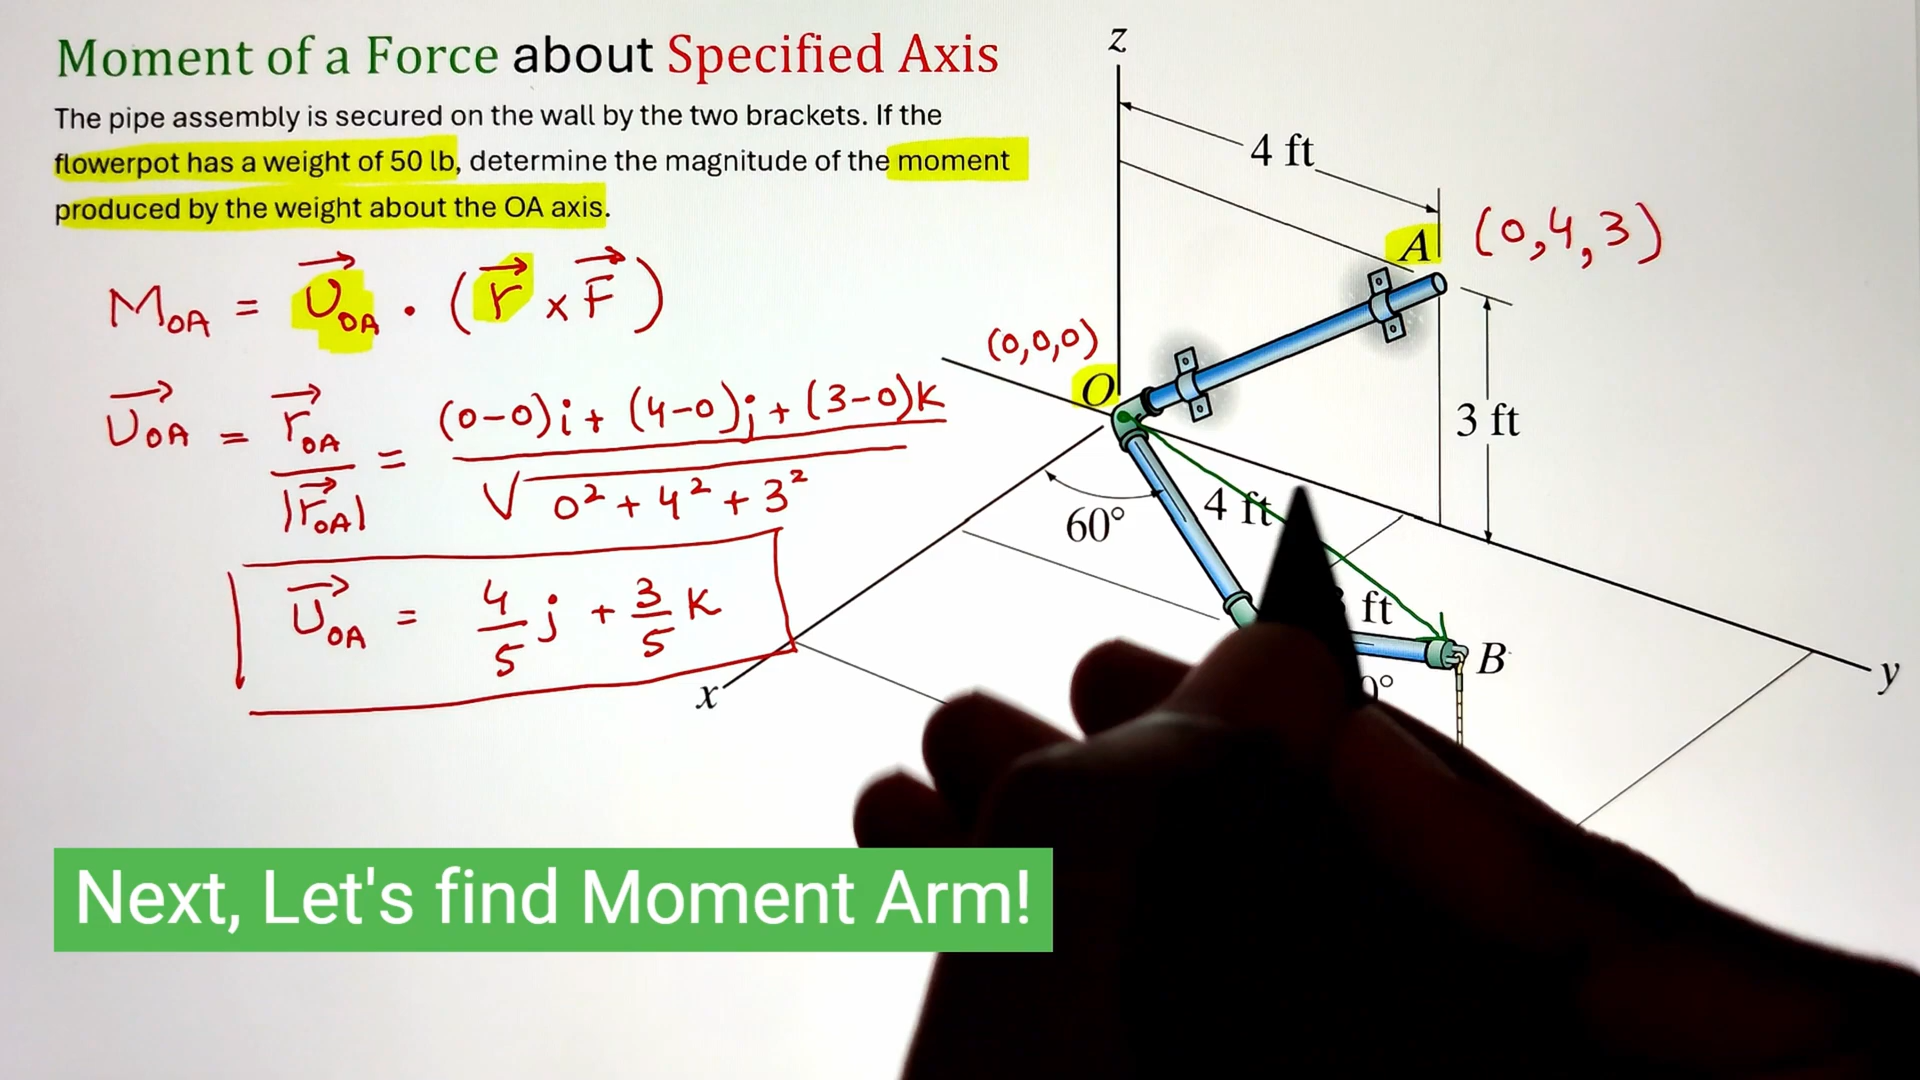 Moment of a Force about Specified Axis
The pipe assembly is secured on the wall by the two brackets. If the
flowerpot has a weight of 50 lb, determine the magnitude of the moment
produced by the weight about the OA axis.
M_OA = U_OA · (r × F)
U_OA = r_OA / |r_OA| = (0-0)i + (4-0)j + (3-0)K / √0² + 4² + 3²
U_OA = 4/5 j + 3/5 K
z
4 ft
A (0,4,3)
(0,0,0)
O
3 ft
4 ft
60°
ft
B
x
y
Next, Let's find Moment Arm!